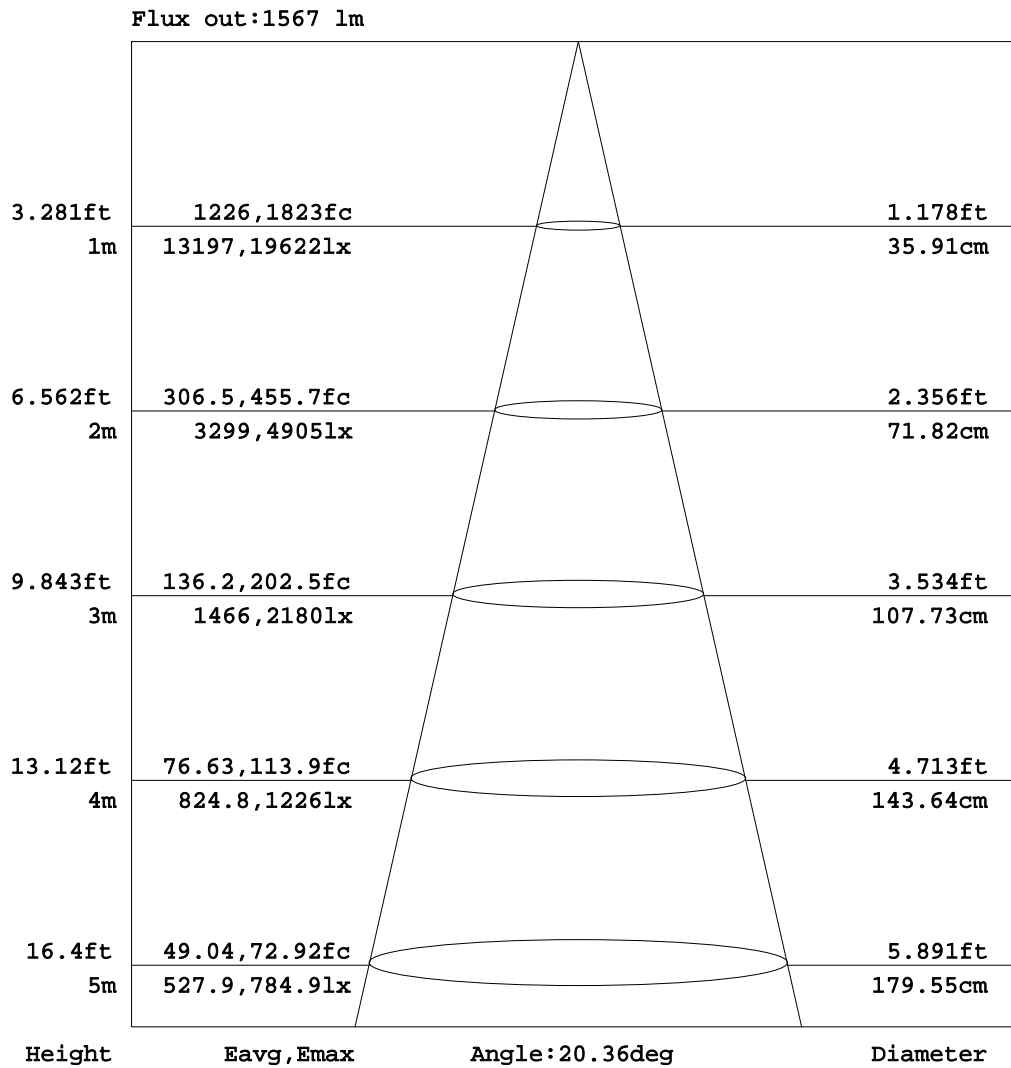 Flux out:1567 lm
3.281ft 1226,1823fc 1.178ft
1m 13197,19622lx 35.91cm
6.562ft 306.5,455.7fc 2.356ft
2m 3299,4905lx 71.82cm
9.843ft 136.2,202.5fc 3.534ft
3m 1466,2180lx 107.73cm
13.12ft 76.63,113.9fc 4.713ft
4m 824.8,1226lx 143.64cm
16.4ft 49.04,72.92fc 5.891ft
5m 527.9,784.9lx 179.55cm
Height Eavg,Emax Angle:20.36deg Diameter